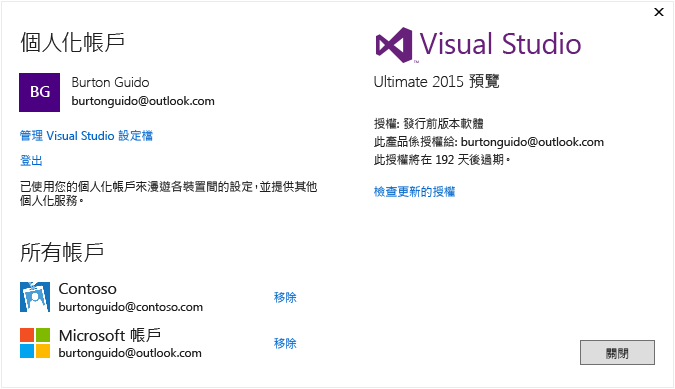 個人化帳戶
BG
Burton Guido
burtonguido@outlook.com
管理 Visual Studio 設定檔
登出
已使用您的個人化帳戶來漫遊各裝置間的設定，並提供其他
個人化服務。
所有帳戶
Contoso
burtonguido@contoso.com
移除
Microsoft 帳戶
burtonguido@outlook.com
移除
Visual Studio
Ultimate 2015 預覽
授權: 發行前版本軟體
此產品係授權給: burtonguido@outlook.com
此授權將在 192 天後過期。
檢查更新的授權
關閉